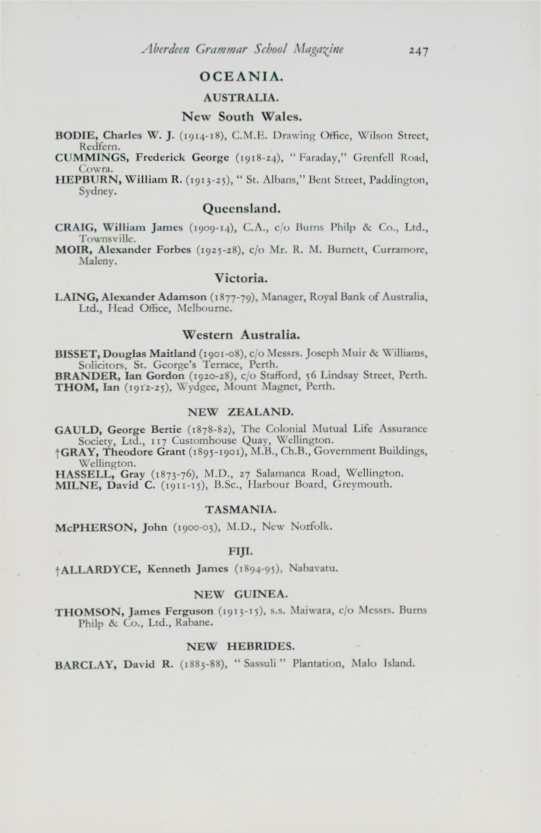 Aberdeen Grammar School Magazine 247
OCEANIA.
AUSTRALIA.
New South Wales.
BODIE, Charles W. J. (1914-18), C.M.E. Drawing Office, Wilson Street,
Redfern.
CUMMINGS, Frederick George (1918-24), "Faraday," Grenfell Road,
Cowra.
HEPBURN, William R. (1913-25), "St. Albans," Bent Street, Paddington,
Sydney.
Queensland.
CRAIG, William James (1909-14), C.A., c/o Burns Philp & Co., Ltd.,
Townsville.
MOIR, Alexander Forbes (1925-28), c/o Mr. R. M. Burnett, Curramore,
Maleny.
Victoria.
LAING, Alexander Adamson (1877-79), Manager, Royal Bank of Australia,
Ltd., Head Office, Melbourne.
Western Australia.
BISSET, Douglas Maitland (1901-08), c/o Messrs. Joseph Muir & Williams,
Solicitors, St. George's Terrace, Perth.
BRANDER, Ian Gordon (1920-28), c/o Stafford, 56 Lindsay Street, Perth.
THOM, Ian (1912-25), Wydgee, Mount Magnet, Perth.
NEW ZEALAND.
GAULD, George Bertie (1878-82), The Colonial Mutual Life Assurance
Society, Ltd., 117 Customhouse Quay, Wellington.
†GRAY, Theodore Grant (1895-1901), M.B., Ch.B., Government Buildings,
Wellington.
HASSELL, Gray (1873-76), M.D., 27 Salamanca Road, Wellington.
MILNE, David C. (1911-15), B.Sc., Harbour Board, Greymouth.
TASMANIA.
McPHERSON, John (1900-03), M.D., New Norfolk.
FIJI.
†ALLARDYCE, Kenneth James (1894-95), Nabavatu.
NEW GUINEA.
THOMSON, James Ferguson (1913-15), s.s. Maiwara, c/o Messrs. Burns
Philp & Co., Ltd., Rabane.
NEW HEBRIDES.
BARCLAY, David R. (1883-88), "Sassuli" Plantation, Malo Island.